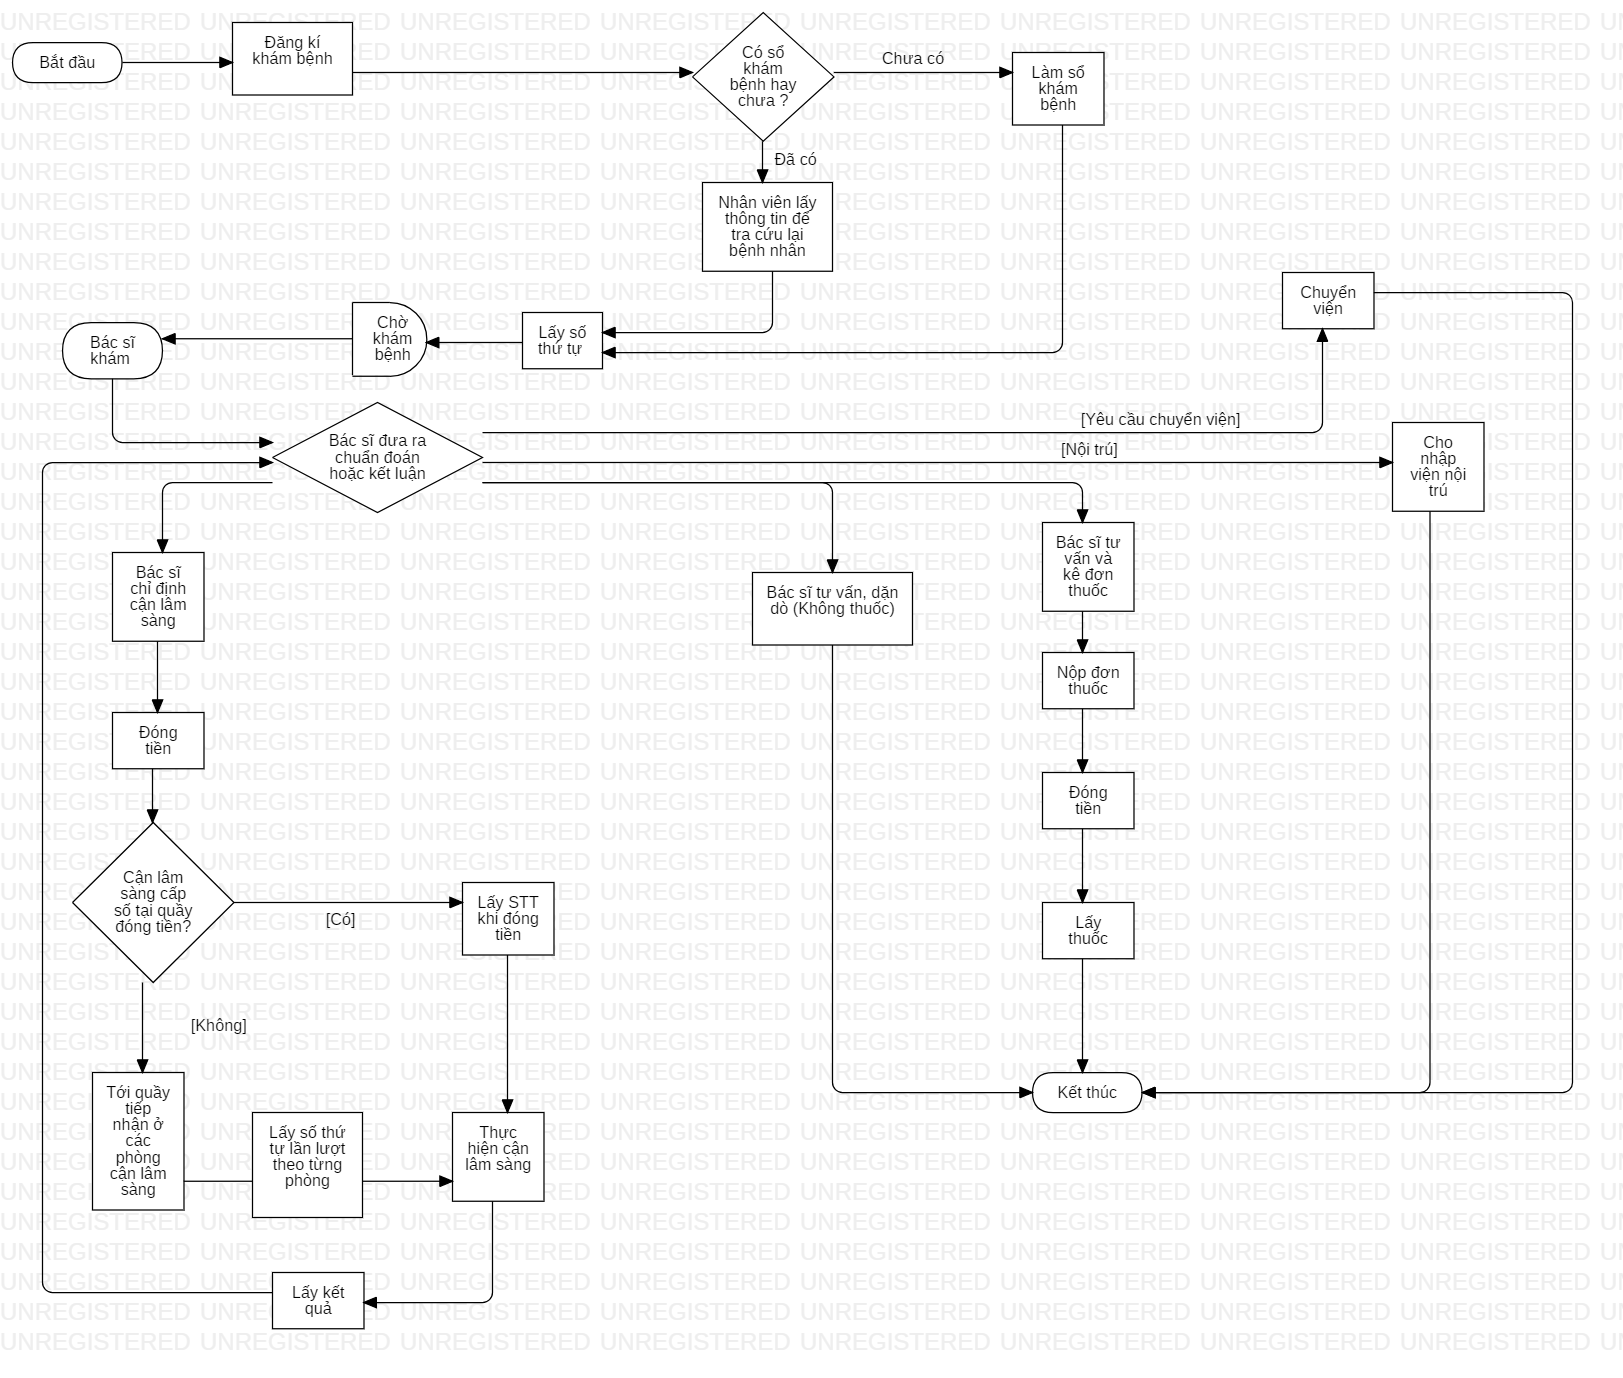 Bắt đầu
Đăng kí
khám bệnh
Có sổ
khám
bệnh hay
chưa ?
Chưa có
Làm sổ
khám
bệnh
Đã có
Nhân viên lấy
thông tin để
tra cứu lại
bệnh nhân
Lấy số
thứ tự
Chờ
khám
bệnh
Bác sĩ
khám
Chuyển
viện
Bác sĩ đưa ra
chuẩn đoán
hoặc kết luận
[Yêu cầu chuyển viện]
[Nội trú]
Cho
nhập
viện nội
trú
Bác sĩ
chỉ định
cận lâm
sàng
Bác sĩ tư vấn, dặn
dò (Không thuốc)
Bác sĩ tư
vấn và
kê đơn
thuốc
Nộp đơn
thuốc
Đóng
tiền
Đóng
tiền
Cận lâm
sàng cấp
số tại quầy
đóng tiền?
[Có]
Lấy STT
khi đóng
tiền
Lấy
thuốc
[Không]
Tới quầy
tiếp
nhận ở
các
phòng
cận lâm
sàng
Lấy số thứ
tự lần lượt
theo từng
phòng
Thực
hiện cận
lâm sàng
Kết thúc
Lấy kết
quả
UNREGISTERED